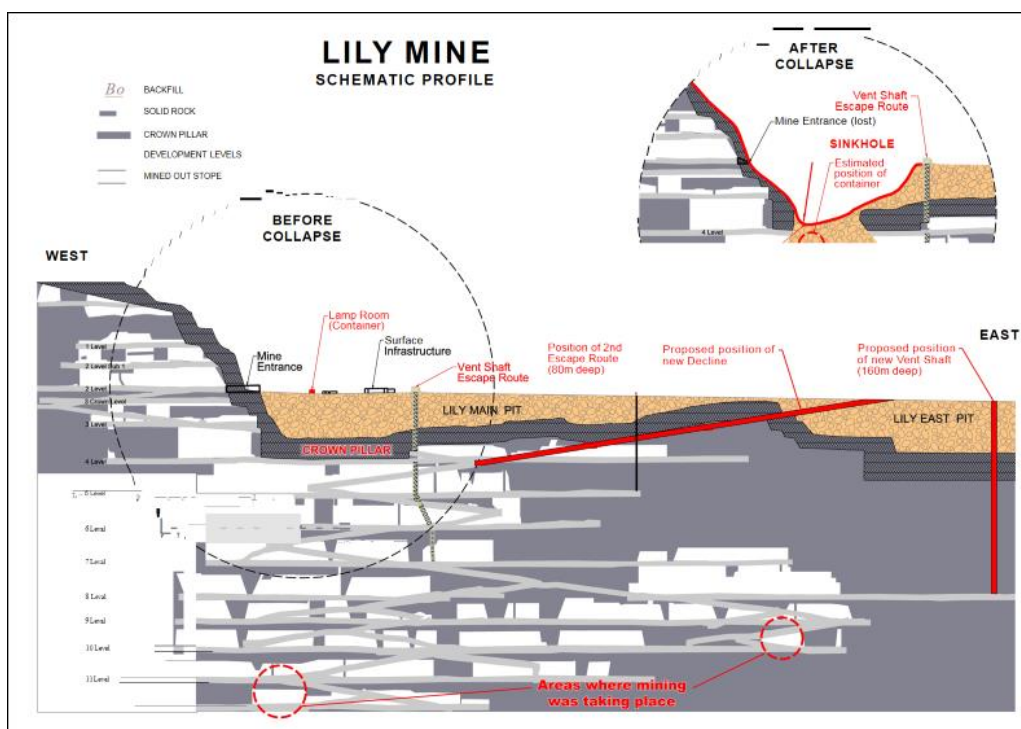 LILY MINE
SCHEMATIC PROFILE
Bo BACKFILL
SOLID ROCK
CROWN PILLAR
DEVELOPMENT LEVELS
MINED OUT STOPE
AFTER
COLLAPSE
Vent Shaft
Escape Route
Mine Entrance (lost)
SINKHOLE
Estimated
position of
container
4 Level
BEFORE
COLLAPSE
WEST
EAST
Lamp Room
(Container)
Surface
Infrastructure
Mine
Entrance
Vent Shaft
Escape Route
Position of 2nd
Escape Route
(80m deep)
Proposed position of
new Decline
Proposed position
of new Vent Shaft
(160m deep)
LILY MAIN PIT
LILY EAST PIT
CROWN PILLAR
1 Level
2 Level
3 Level
4 Level
6 Level
7 Level
8 Level
9 Level
10 Level
11 Level
Areas where mining
was taking place